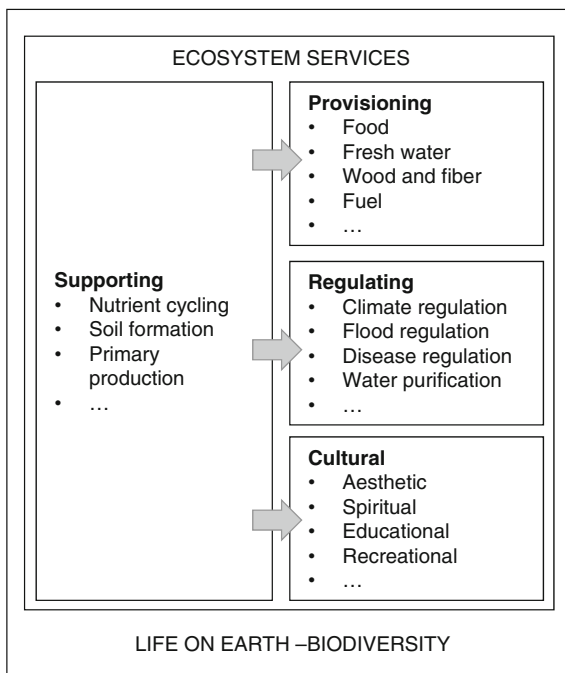 ECOSYSTEM SERVICES
Supporting
• Nutrient cycling
• Soil formation
• Primary
production
• …
Provisioning
• Food
• Fresh water
• Wood and fiber
• Fuel
• …
Regulating
• Climate regulation
• Flood regulation
• Disease regulation
• Water purification
• …
Cultural
• Aesthetic
• Spiritual
• Educational
• Recreational
• …
LIFE ON EARTH –BIODIVERSITY